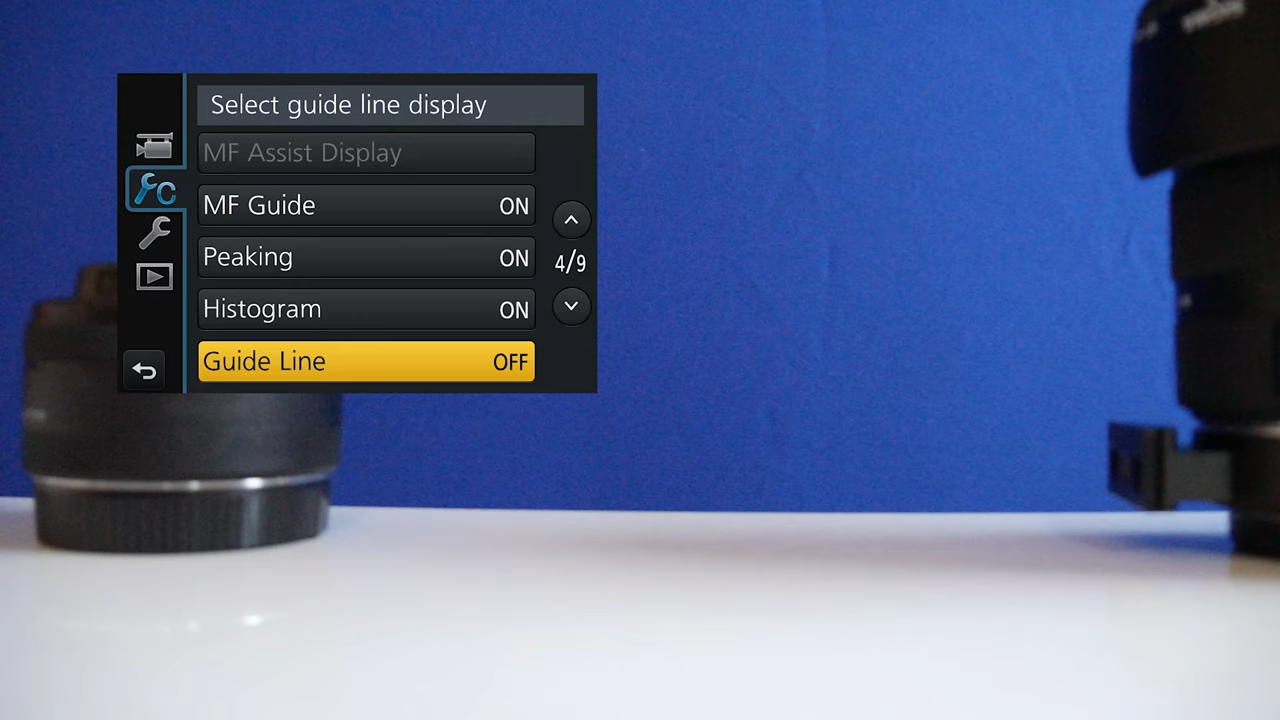 Select guide line display
MF Assist Display
MF Guide ON
Peaking ON
4/9
Histogram ON
Guide Line OFF